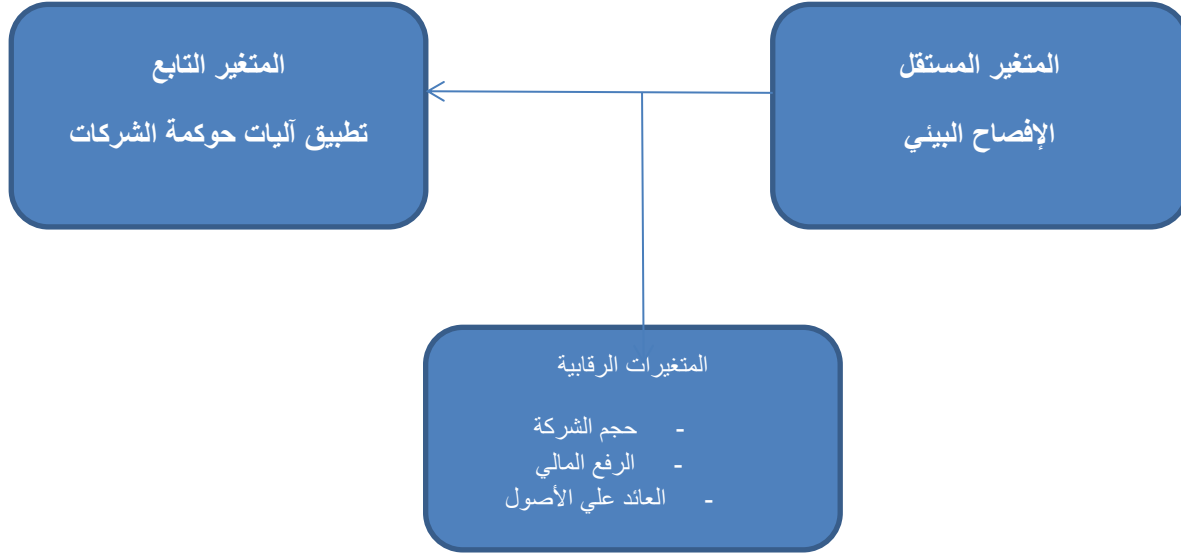 المتغير المستقل
الإفصاح البيئي
المتغير التابع
تطبيق آليات حوكمة الشركات
المتغيرات الرقابية
- حجم الشركة
- الرفع المالي
- العائد علي الأصول